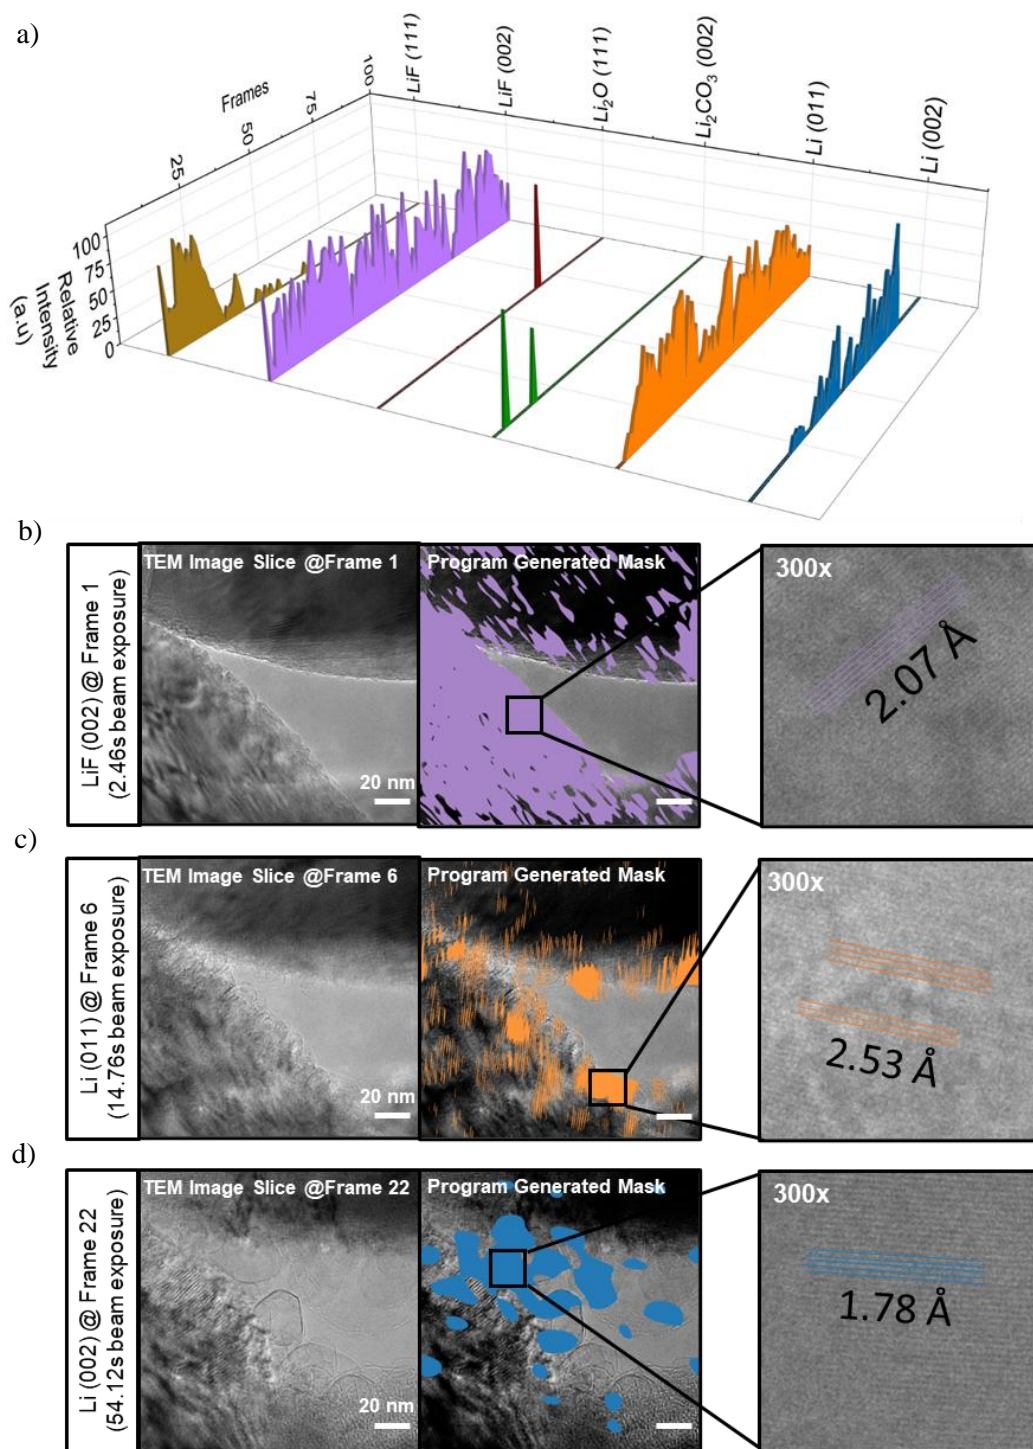 a)
Frames
25
50
75
100
LiF (111)
LiF (002)
Li₂O (111)
Li₂CO₃ (002)
Li (011)
Li (002)
100
75
50
25
0
Relative
Intensity
(a.u)
b)
LiF (002) @ Frame 1
(2.46s beam exposure)
TEM Image Slice @Frame 1
20 nm
Program Generated Mask
300x
2.07 Å
c)
Li (011) @ Frame 6
(14.76s beam exposure)
TEM Image Slice @Frame 6
20 nm
Program Generated Mask
300x
2.53 Å
d)
Li (002) @ Frame 22
(54.12s beam exposure)
TEM Image Slice @Frame 22
20 nm
Program Generated Mask
300x
1.78 Å